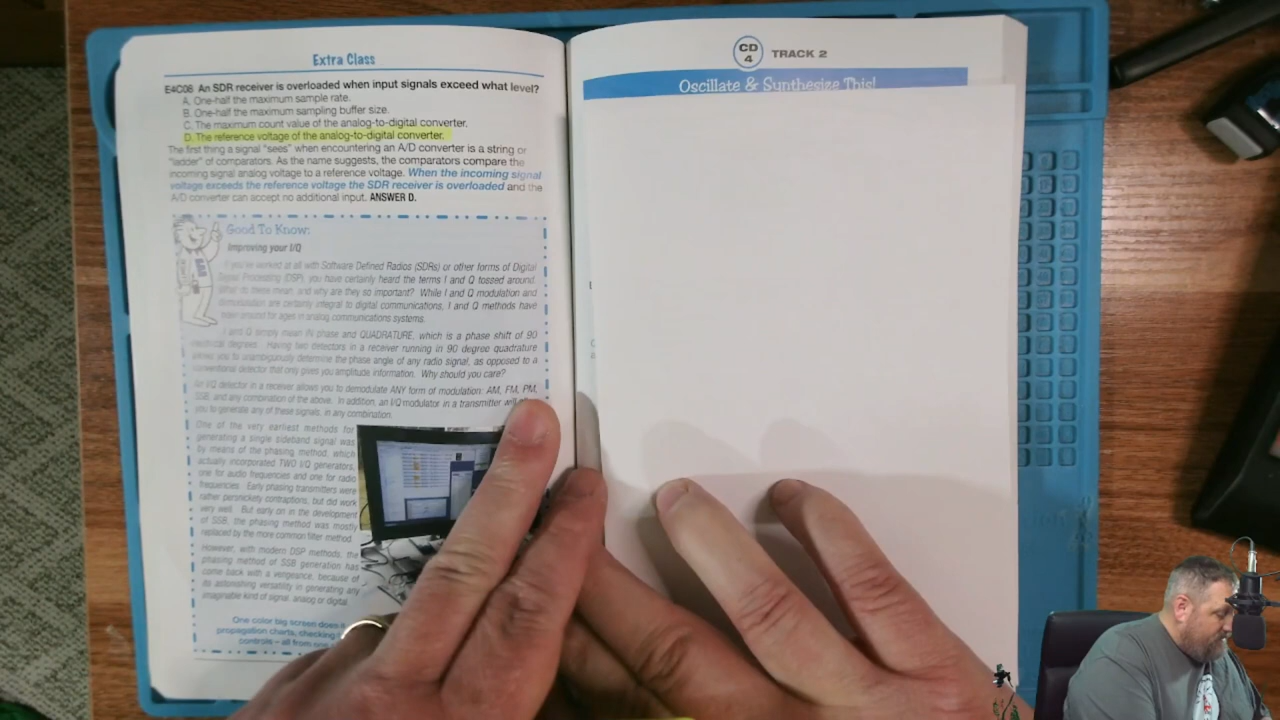 Extra Class
E4C08 An SDR receiver is overloaded when input signals exceed what level?
A. One-half the maximum sample rate.
B. One-half the maximum sampling buffer size.
C. The maximum count value of the analog-to-digital converter.
D. The reference voltage of the analog-to-digital converter.
The first thing a signal "sees" when encountering an A/D converter is a string or
"ladder" of comparators. As the name suggests, the comparators compare the
incoming signal analog voltage to a reference voltage. When the incoming signal
voltage exceeds the reference voltage the SDR receiver is overloaded and the
A/D converter can accept no additional input. ANSWER D.
Good To Know:
Improving your I/Q
If you've worked at all with Software Defined Radios (SDRs) or other forms of Digital
Signal Processing (DSP), you have certainly heard the terms I and Q tossed around.
What do these mean, and why are they so important? While I and Q modulation and
demodulation are certainly integral to digital communications, I and Q methods have
been around for ages in analog communications systems.
I and Q simply mean IN phase and QUADRATURE, which is a phase shift of 90
electrical degrees. Having two detectors in a receiver running in 90 degree quadrature
allows you to unambiguously determine the phase angle of any radio signal, as opposed to a
conventional detector that only gives you amplitude information. Why should you care?
An I/Q detector in a receiver allows you to demodulate ANY form of modulation: AM, FM, PM,
SSB, and any combination of the above. In addition, an I/Q modulator in a transmitter will
you to generate any of these signals, in any combination.
One of the very earliest methods for
generating a single sideband signal was
by means of the phasing method, which
actually incorporated TWO I/Q generators,
one for audio frequencies and one for radio
frequencies. Early phasing transmitters were
rather persnickety contraptions, but did work
very well. But early on in the development
of SSB, the phasing method was mostly
replaced by the more common filter method.
However, with modern DSP methods, the
phasing method of SSB generation has
come back with a vengeance, because of
its astonishing versatility in generating any
imaginable kind of signal, analog or digital.
One color big screen does
propagation charts, checking
controls – all from one
CD 4 TRACK 2
Oscillate & Synthesize This!